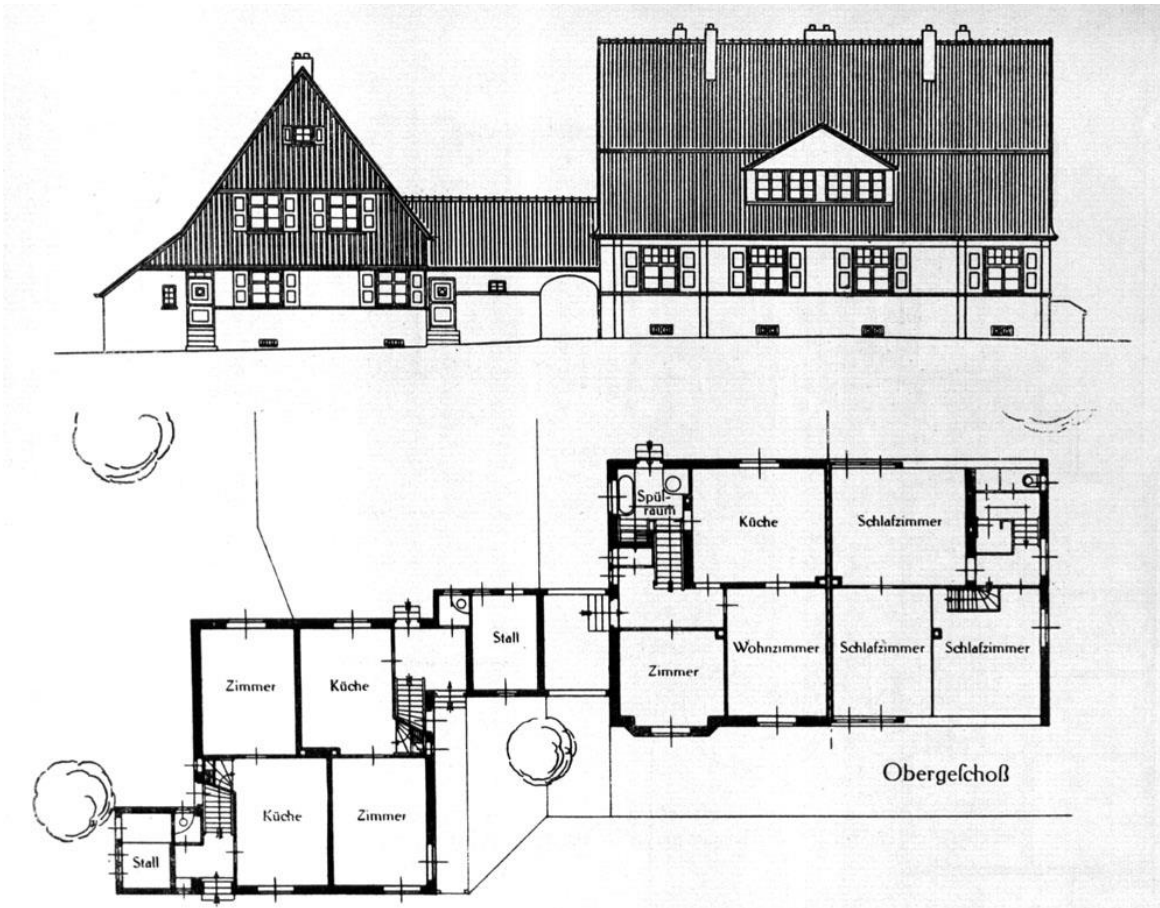 Spül-
raum
Küche
Schlafzimmer
Stall
Zimmer
Küche
Zimmer
Wohnzimmer
Schlafzimmer
Schlafzimmer
Obergeſchoß
Küche
Zimmer
Stall